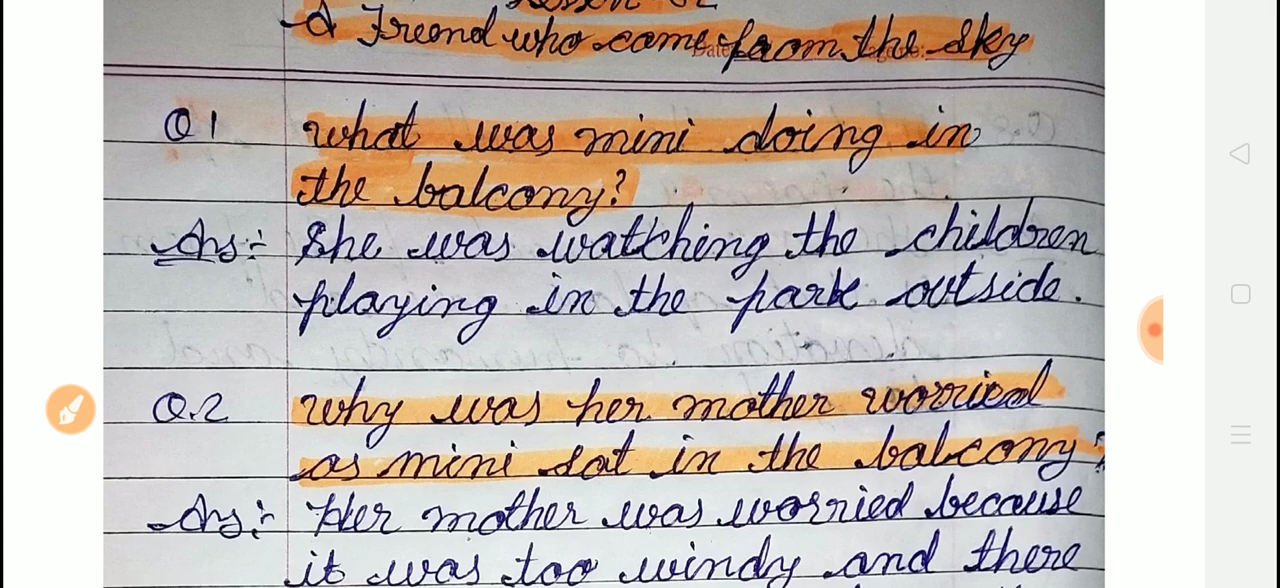 A Friend who came from the Sky
Q1 What was mini doing in
the balcony?
Ans:- She was watching the children
playing in the park outside.
Q.2 Why was her mother worried
as mini sat in the balcony?
Ans:- Her mother was worried because
it was too windy and there